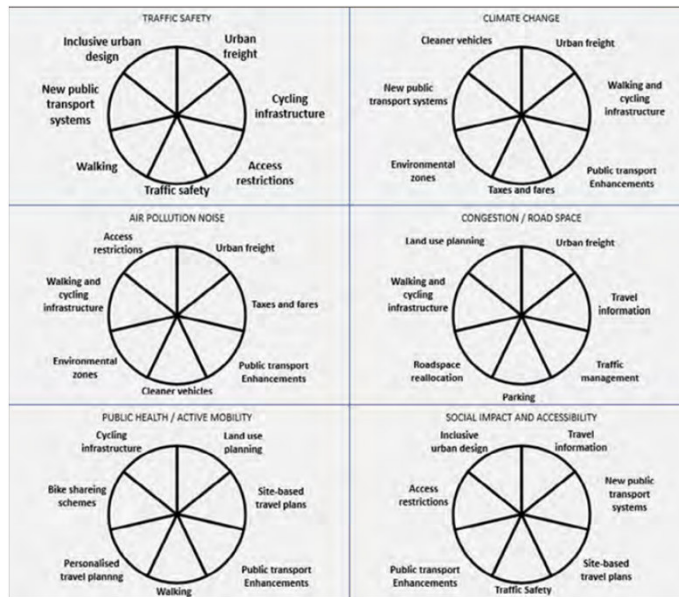 TRAFFIC SAFETY
Inclusive urban
design
Urban
freight
New public
transport
systems
Cycling
infrastructure
Walking
Access
restrictions
Traffic safety
CLIMATE CHANGE
Cleaner vehicles
Urban freight
New public
transport systems
Walking and
cycling
infrastructure
Environmental
zones
Public transport
Enhancements
Taxes and fares
AIR POLLUTION NOISE
Access
restrictions
Urban freight
Walking and
cycling
infrastructure
Taxes and fares
Environmental
zones
Public transport
Enhancements
Cleaner vehicles
CONGESTION / ROAD SPACE
Land use planning
Urban freight
Walking and
cycling
infrastructure
Travel
information
Roadspace
reallocation
Traffic
management
Parking
PUBLIC HEALTH / ACTIVE MOBILITY
Cycling
infrastructure
Land use
planning
Bike shareing
schemes
Site-based
travel plans
Personalised
travel plannng
Public transport
Enhancements
Walking
SOCIAL IMPACT AND ACCESSIBILITY
Inclusive
urban design
Travel
information
Access
restrictions
New public
transport
systems
Public transport
Enhancements
Site-based
travel plans
Traffic Safety